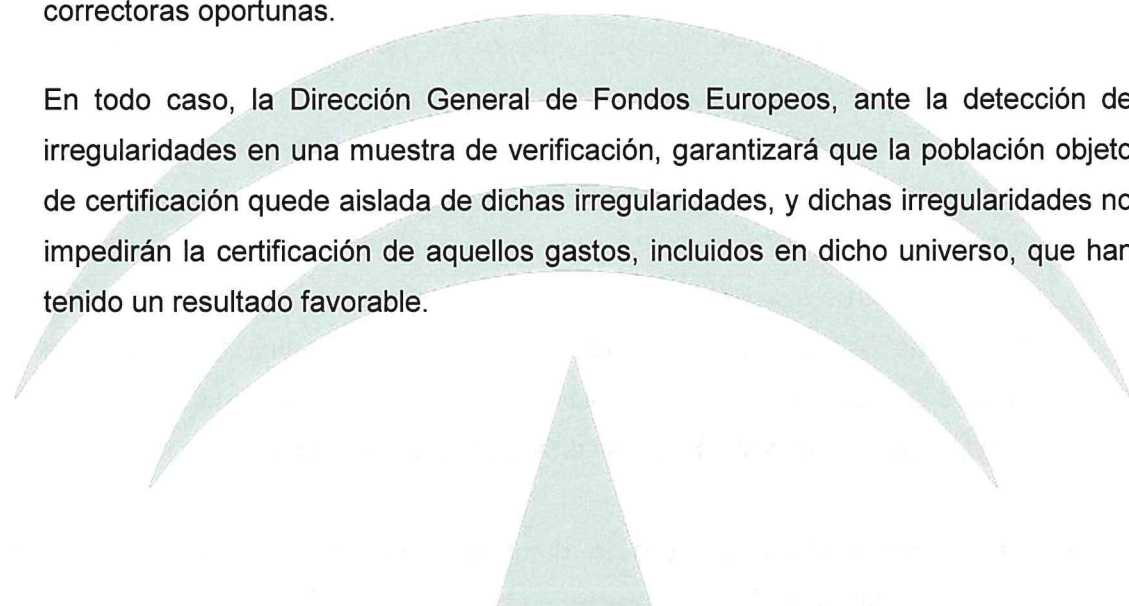 correctoras oportunas.
En todo caso, la Dirección General de Fondos Europeos, ante la detección de
irregularidades en una muestra de verificación, garantizará que la población objeto
de certificación quede aislada de dichas irregularidades, y dichas irregularidades no
impedirán la certificación de aquellos gastos, incluidos en dicho universo, que han
tenido un resultado favorable.